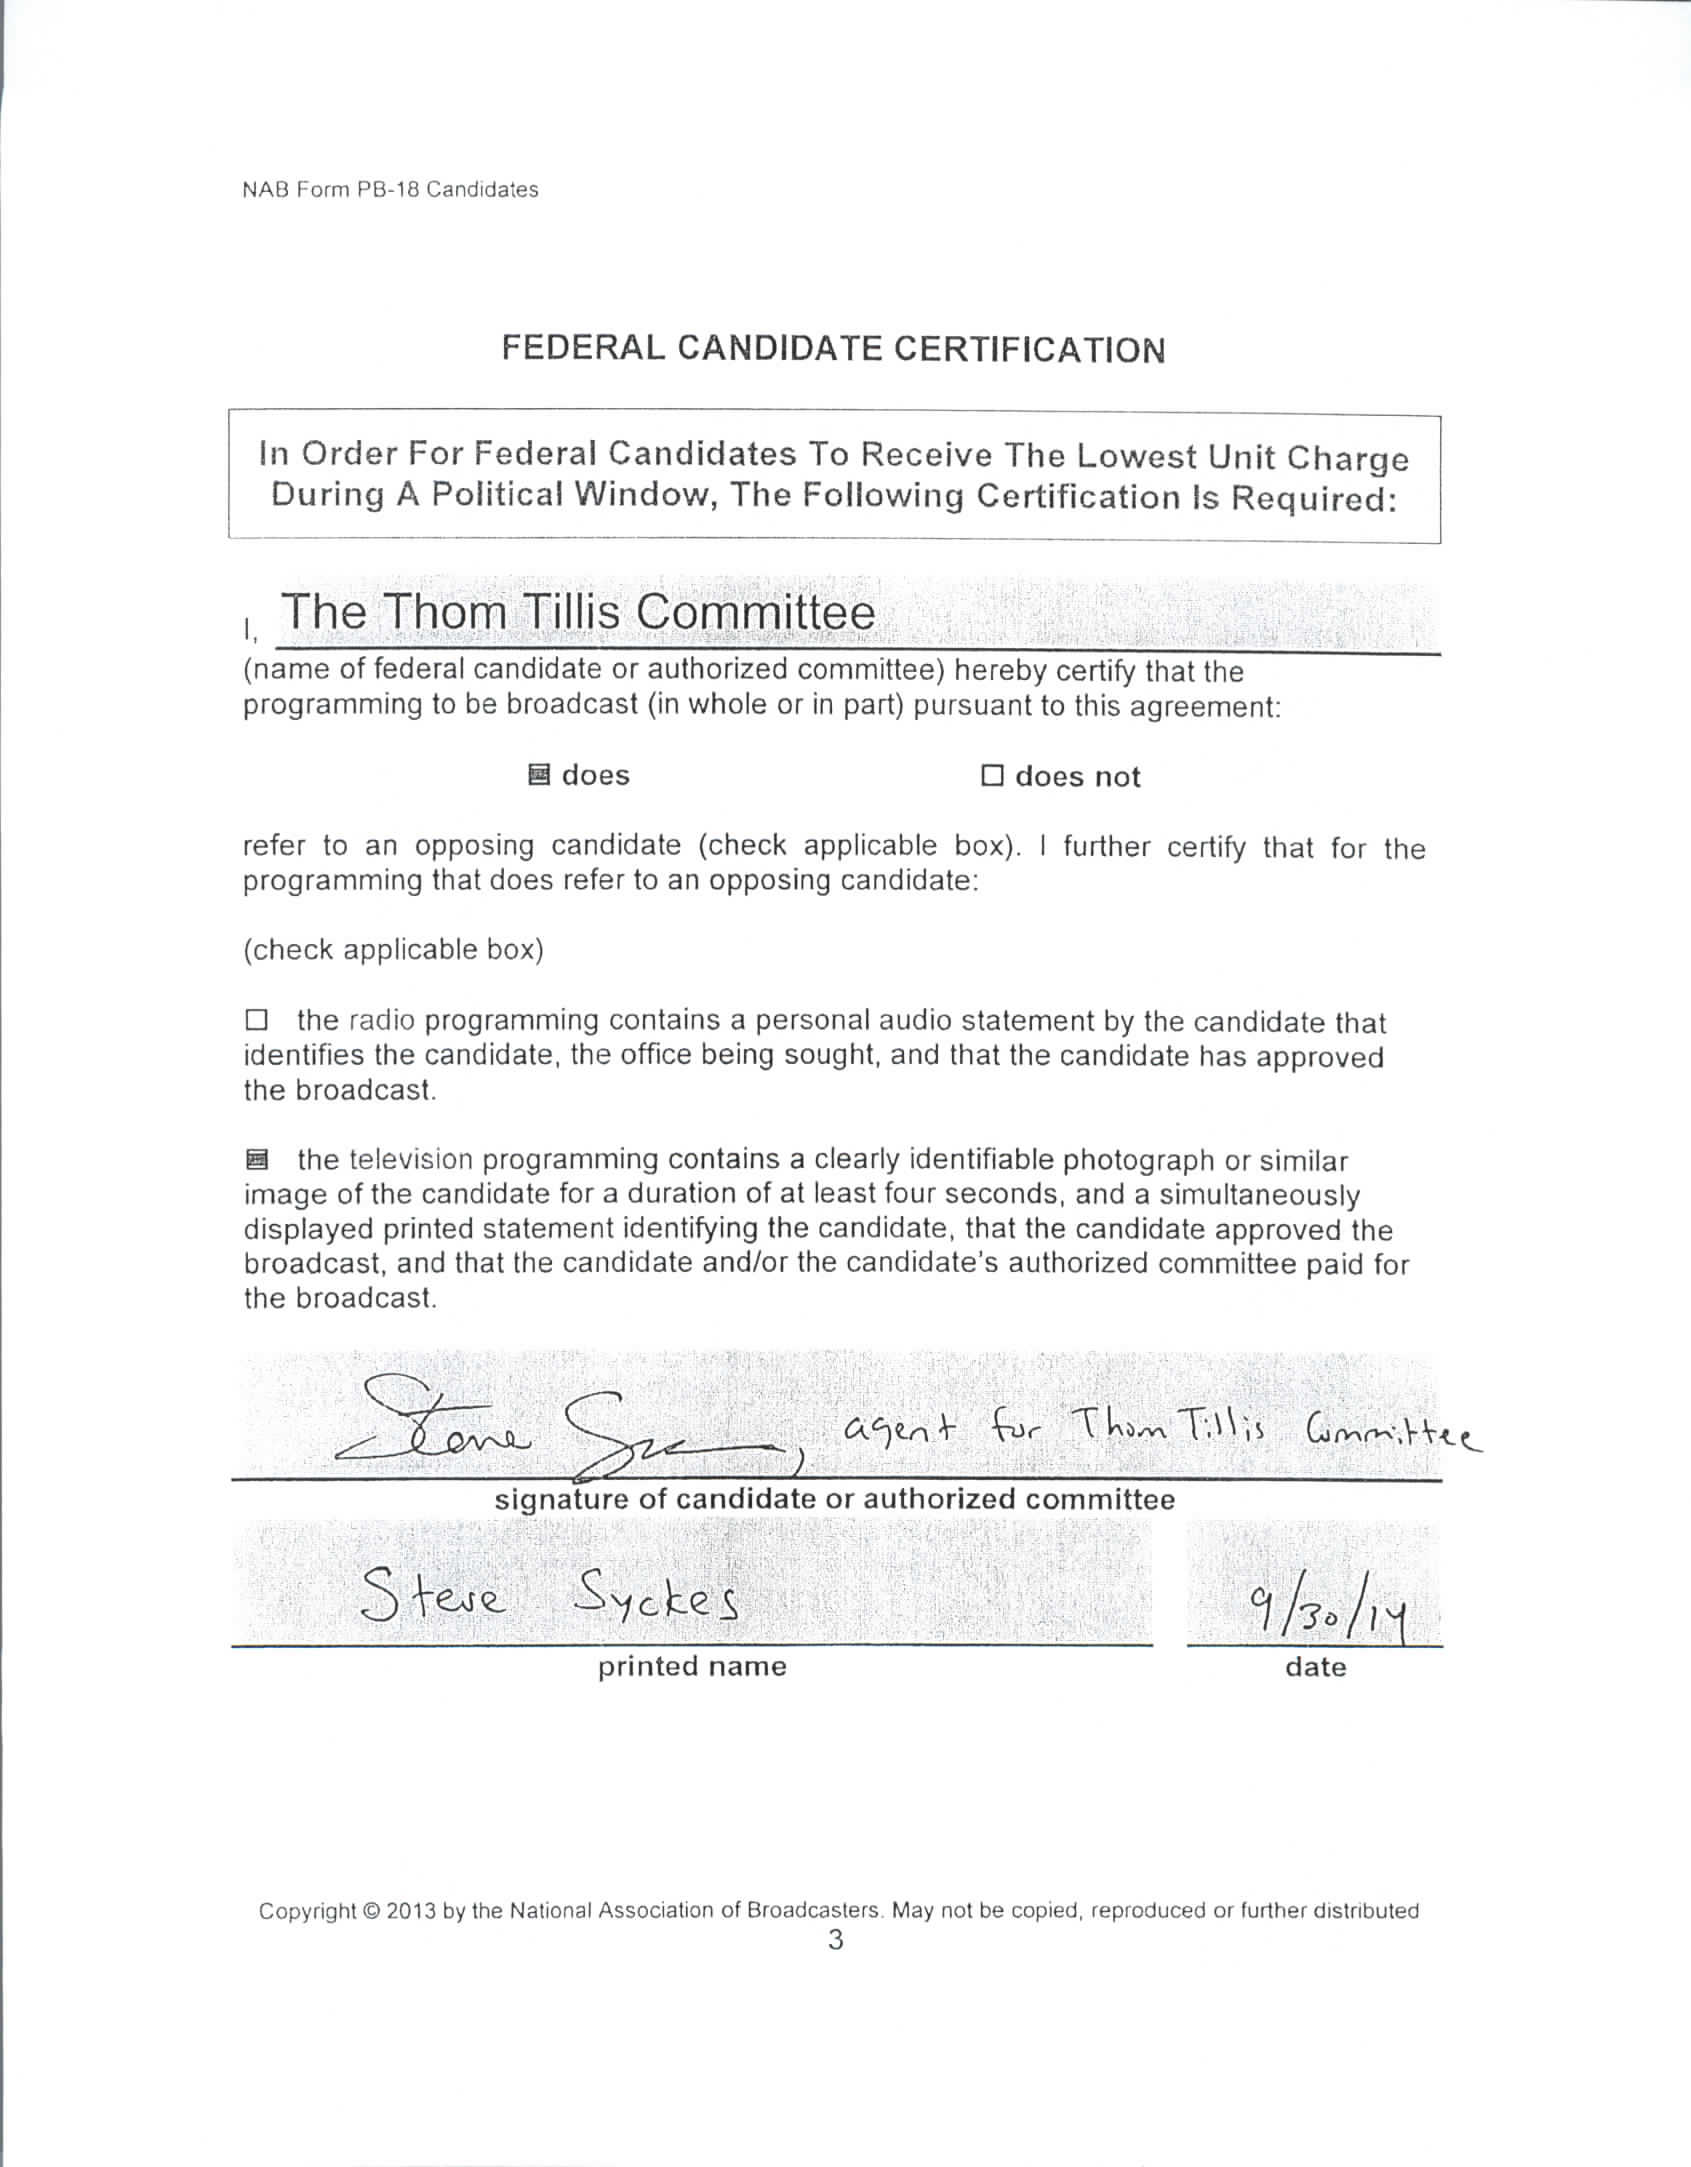 NAB Form PB-18 Candidates
FEDERAL CANDIDATE CERTIFICATION
In Order For Federal Candidates To Receive The Lowest Unit Charge
During A Political Window, The Following Certification Is Required:
I, The Thom Tillis Committee
(name of federal candidate or authorized committee) hereby certify that the
programming to be broadcast (in whole or in part) pursuant to this agreement:
does ☐ does not
refer to an opposing candidate (check applicable box). I further certify that for the
programming that does refer to an opposing candidate:
(check applicable box)
☐ the radio programming contains a personal audio statement by the candidate that
identifies the candidate, the office being sought, and that the candidate has approved
the broadcast.
the television programming contains a clearly identifiable photograph or similar
image of the candidate for a duration of at least four seconds, and a simultaneously
displayed printed statement identifying the candidate, that the candidate approved the
broadcast, and that the candidate and/or the candidate's authorized committee paid for
the broadcast.
agent for Thom Tillis Committee
signature of candidate or authorized committee
Steve Syckes 9/30/14
printed name date
Copyright © 2013 by the National Association of Broadcasters. May not be copied, reproduced or further distributed
3